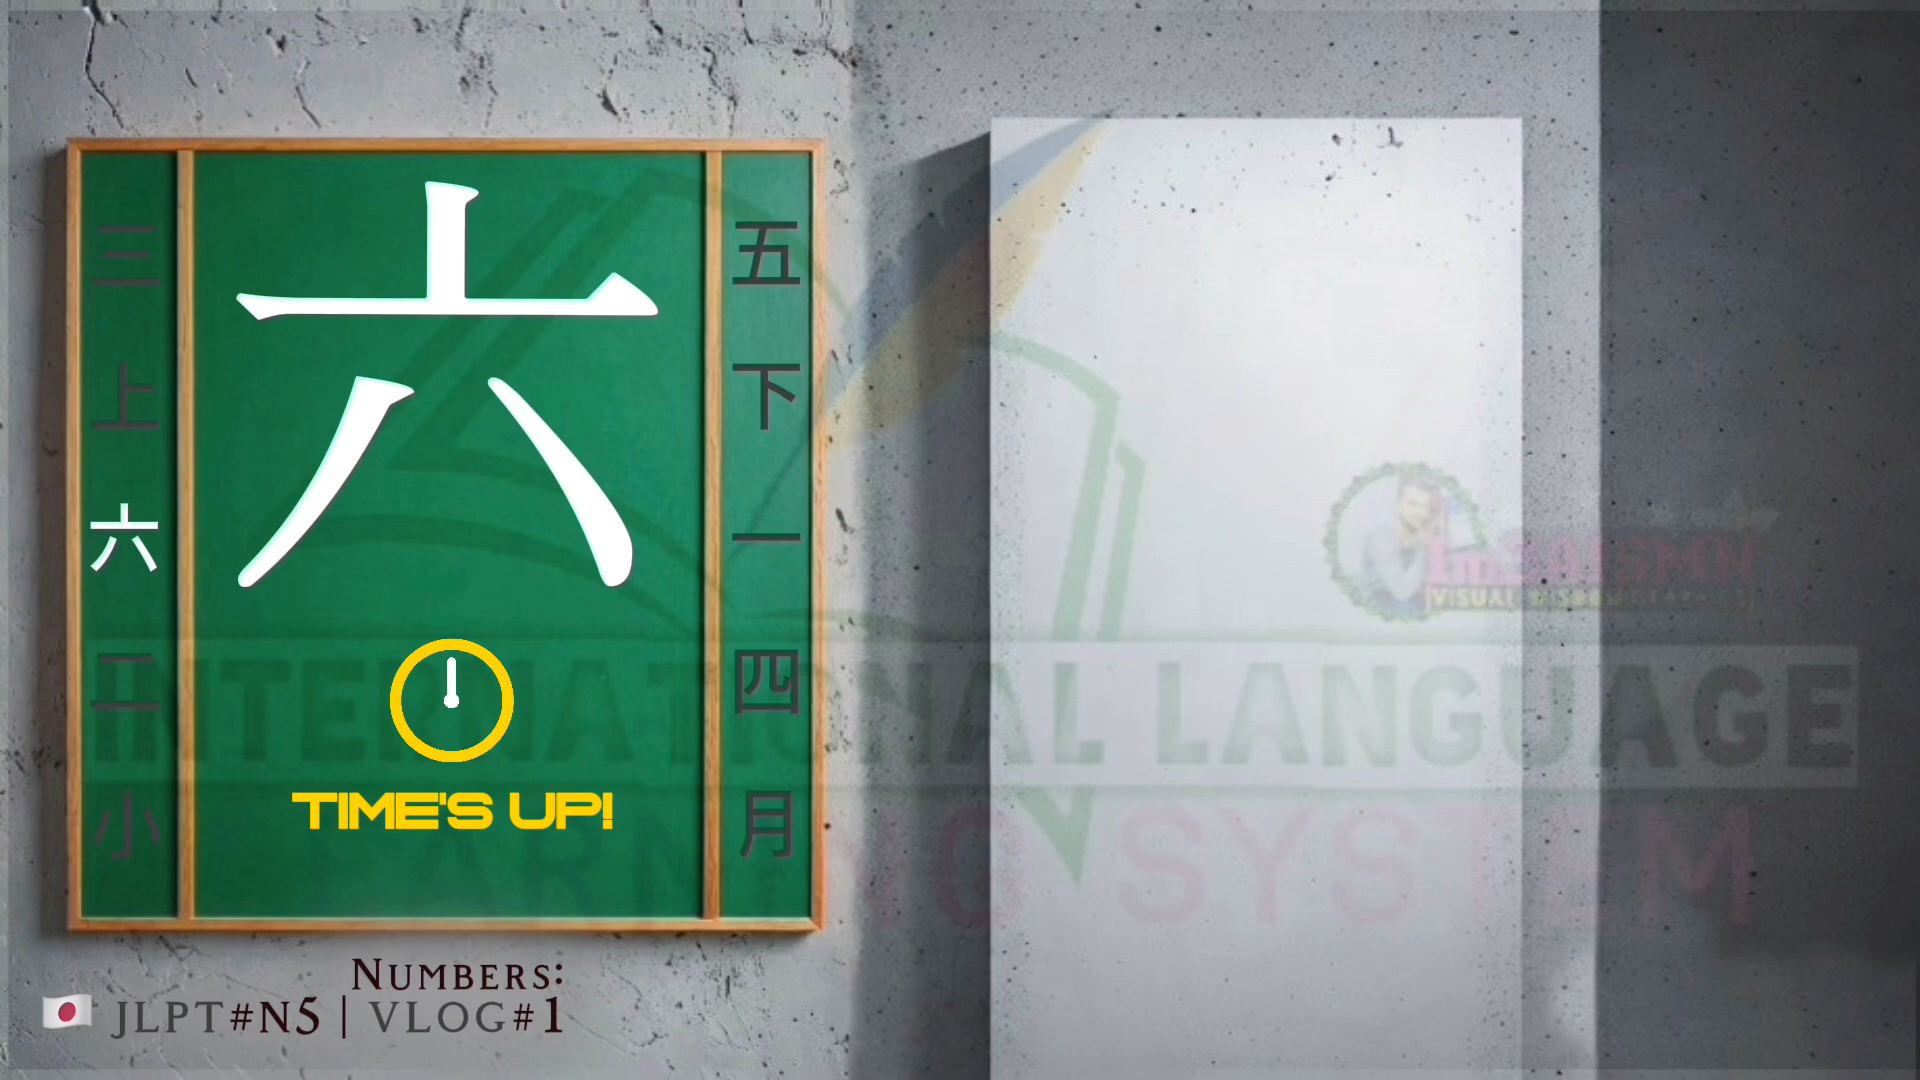 三
上
六
二
小
六
TIME'S UP!
五
下
一
四
月
INTERNATIONAL LANGUAGE
LEARNING SYSTEM
NUMBERS:
JLPT#N5 | VLOG#1